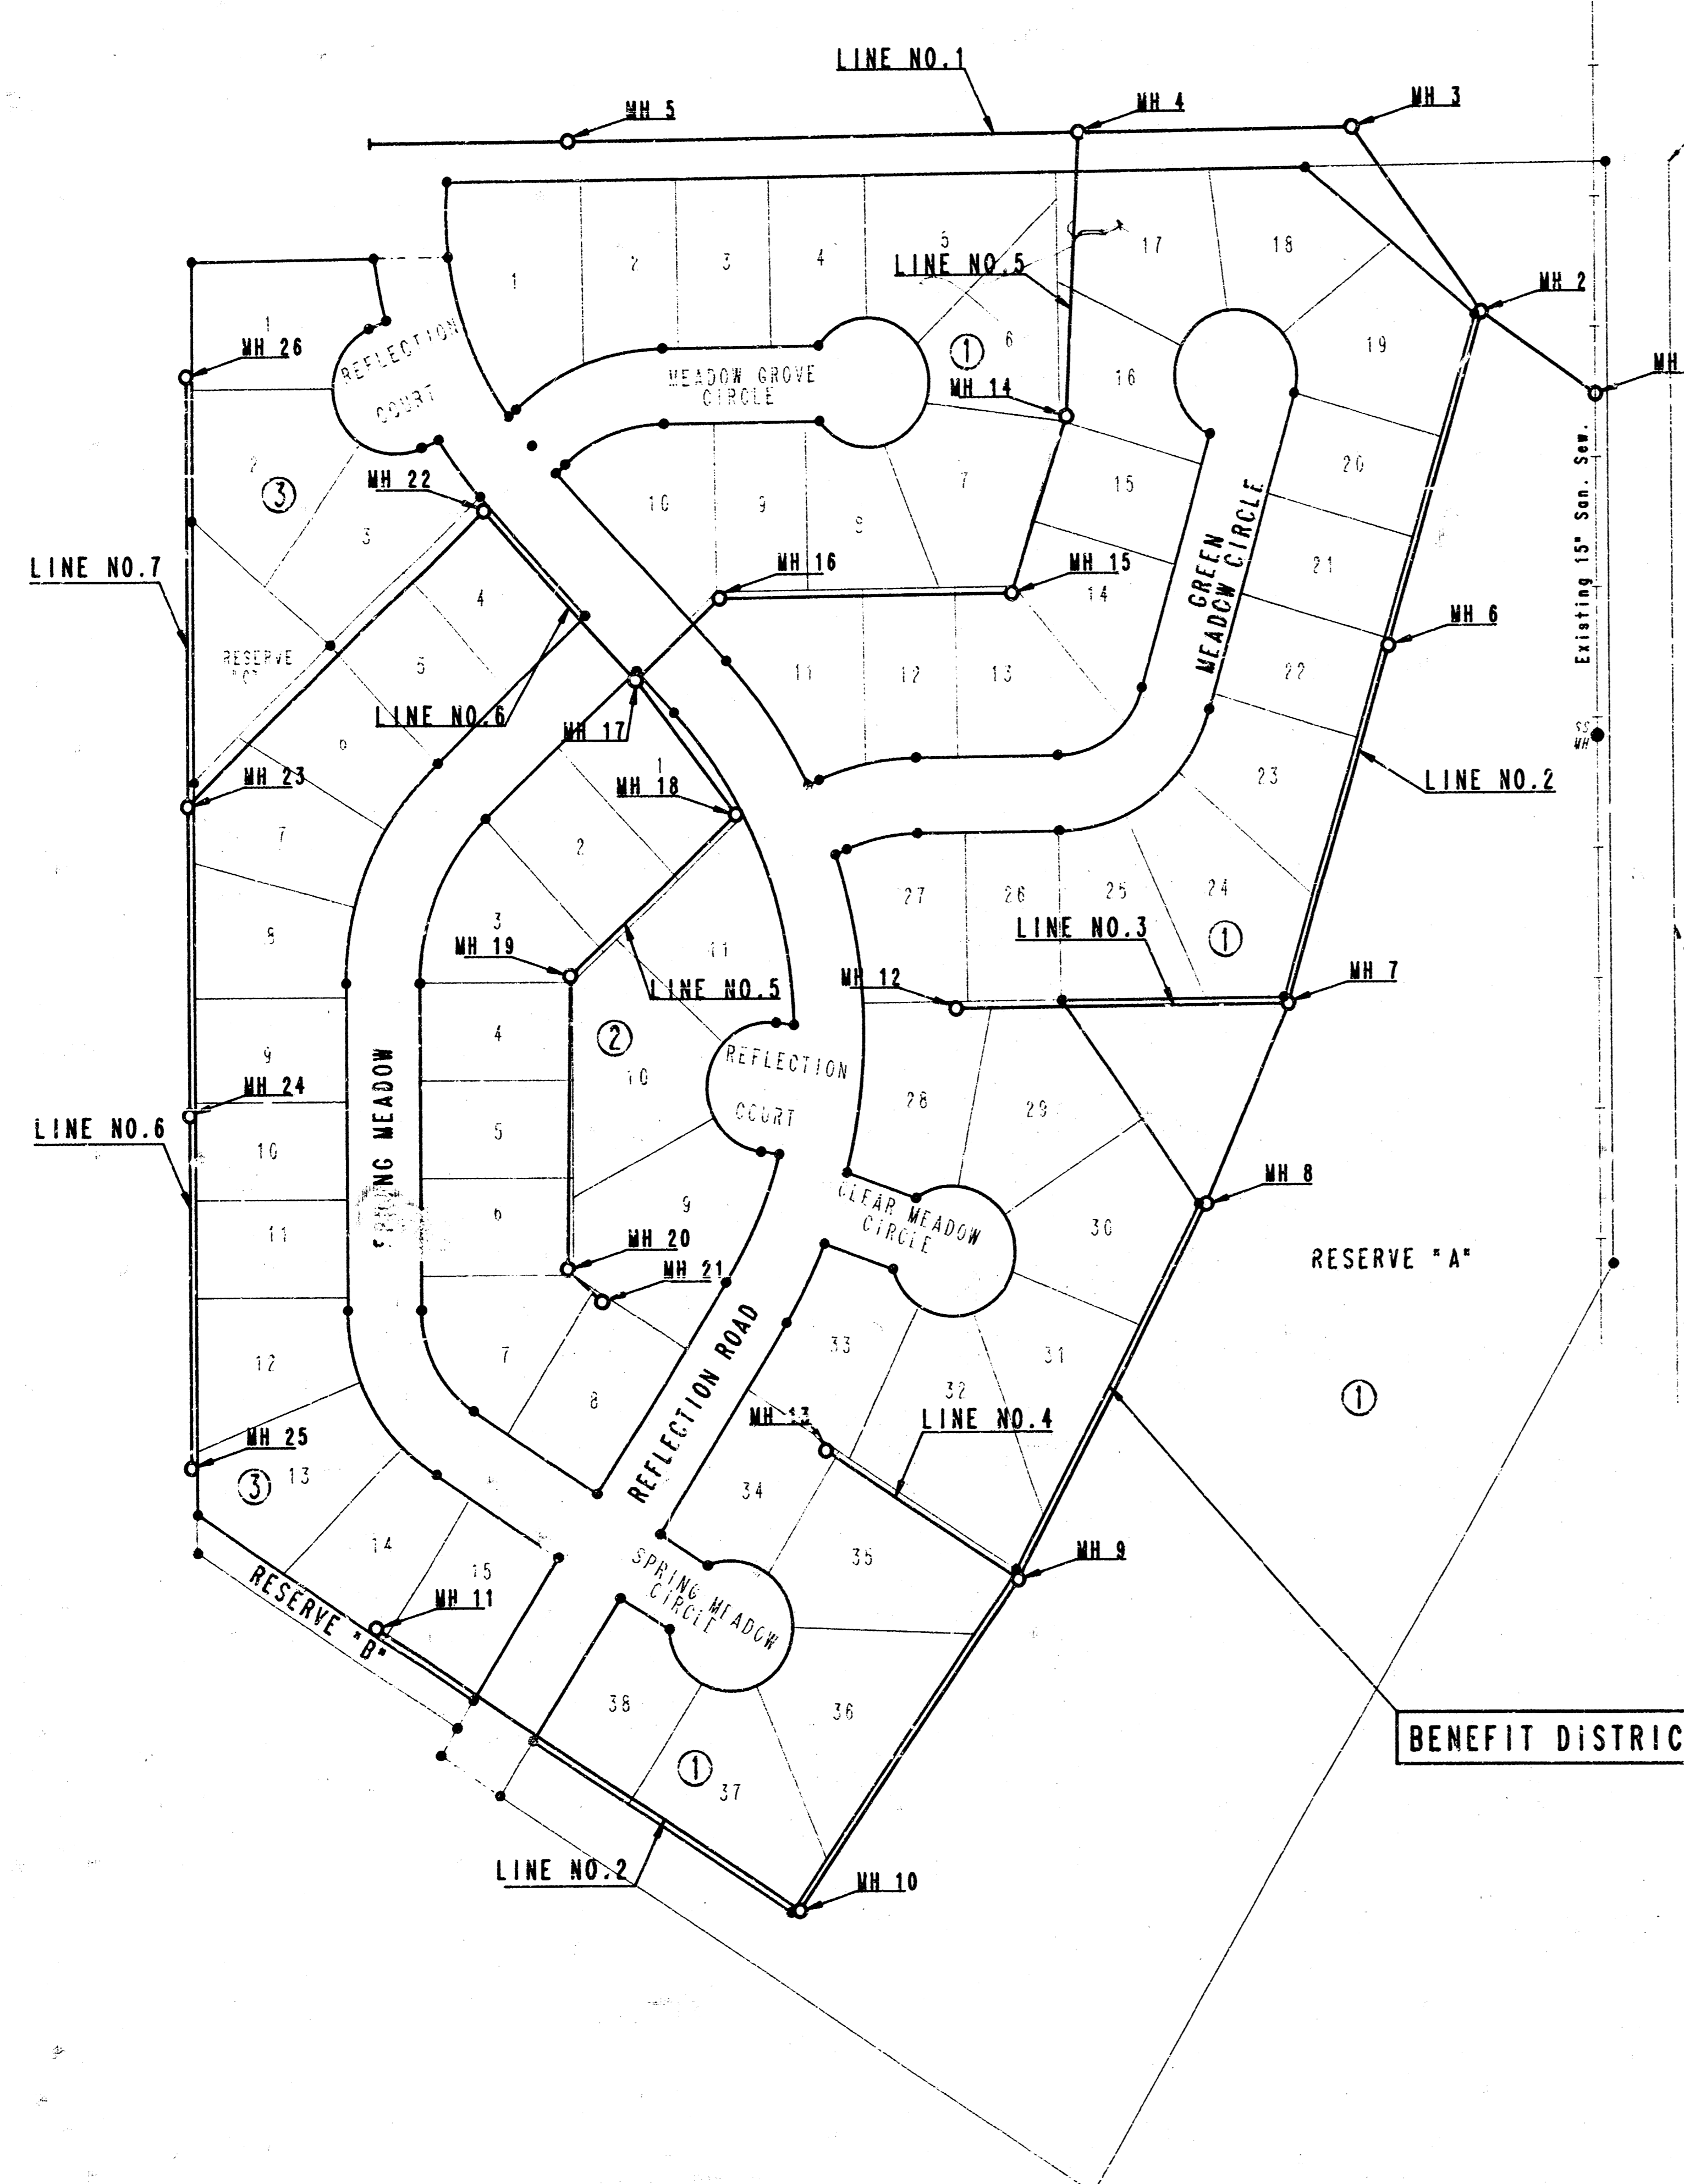 LINE NO.1
MH 5
MH 4
MH 3
MH 2
MH
LINE NO.5
1
2
3
4
5
6
17
18
19
1
MH 26
REFLECTION
COURT
MEADOW GROVE
CIRCLE
1
MH 14
16
2
3
MH 22
3
10
9
8
7
15
20
Existing 15" San. Sew.
LINE NO.7
4
MH 16
MH 15
14
GREEN
MEADOW CIRCLE
21
MH 6
RESERVE
5
11
12
13
22
LINE NO.6
MH 17
6
1
SS
MH
MH 23
MH 18
23
LINE NO.2
7
2
27
26
25
24
8
3
LINE NO.3
1
MH 19
11
LINE NO.5
MH 12
MH 7
4
2
9
10
REFLECTION
COURT
MH 24
28
29
SPRING MEADOW
LINE NO.6
10
5
MH 8
11
6
9
CLEAR MEADOW
CIRCLE
30
MH 20
RESERVE "A"
MH 21
12
7
33
31
REFLECTION ROAD
8
32
1
MH 13
LINE NO.4
MH 25
3
13
34
14
15
35
MH 9
SPRING MEADOW
CIRCLE
RESERVE "B"
MH 11
38
36
BENEFIT DISTRIC
1
37
LINE NO.2
MH 10